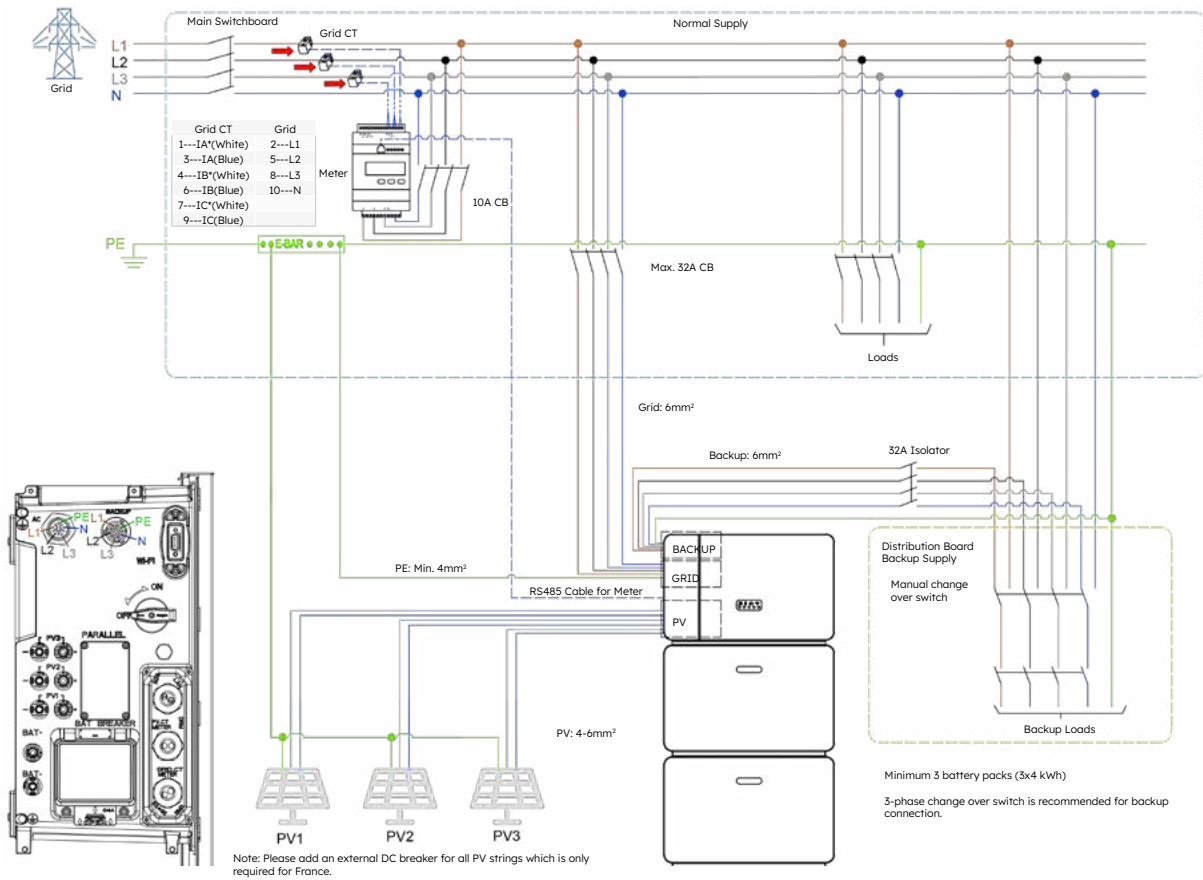 Main Switchboard
Normal Supply
Grid CT
L1
L2
L3
N
Grid
Grid CT Grid
1---IA*(White) 2---L1
3---IA(Blue) 5---L2
4---IB*(White) 8---L3
6---IB(Blue) 10---N
7---IC*(White)
9---IC(Blue)
Meter
10A CB
PE
E-BAR
Max. 32A CB
Loads
Grid: 6mm²
Backup: 6mm²
32A Isolator
BACKUP
GRID
PV
PE: Min. 4mm²
RS485 Cable for Meter
Distribution Board
Backup Supply
Manual change
over switch
Backup Loads
PV: 4-6mm²
PV1
PV2
PV3
Minimum 3 battery packs (3x4 kWh)
3-phase change over switch is recommended for backup
connection.
Note: Please add an external DC breaker for all PV strings which is only
required for France.
AC
PE
N
L1
L2
L3
BACKUP
L1
PE
L2
N
L3
WI-FI
ON
OFF
PV3
PARALLEL
PV2
PV1
BAT BREAKER
BAT+
BAT-
METER
METER